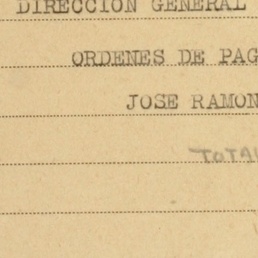 DIRECCION GENERAL
ORDENES DE PAG
JOSE RAMON
TOTAL